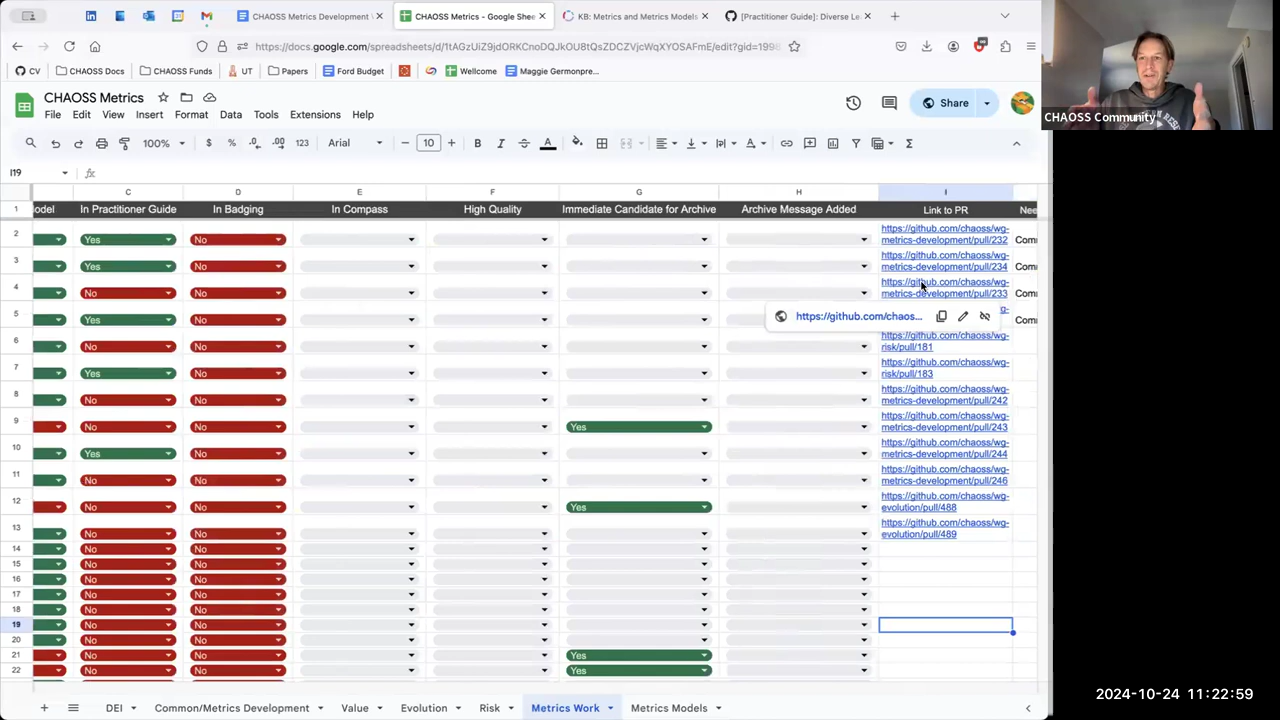 CHAOSS Metrics Development
CHAOSS Metrics - Google Shee
KB: Metrics and Metrics Models
[Practitioner Guide]: Diverse Le
https://docs.google.com/spreadsheets/d/1tAGzUiZ9jdORKCnoDQJkOU8tQsZDCZVjcWqXYOSAFmE/edit?gid=1998
CV
CHAOSS Docs
CHAOSS Funds
UT
Papers
Ford Budget
Wellcome
Maggie Germonpre...
CHAOSS Community
CHAOSS Metrics
Share
File Edit View Insert Format Data Tools Extensions Help
100% $ % .0 .00 123 Arial 10 B I A
I19 fx
C D E F G H I
1 odel In Practitioner Guide In Badging In Compass High Quality Immediate Candidate for Archive Archive Message Added Link to PR Nee
2 Yes No https://github.com/chaoss/wg-
metrics-development/pull/232 Com
3 Yes No https://github.com/chaoss/wg-
metrics-development/pull/234 Com
4 No No https://github.com/chaoss/wg-
metrics-development/pull/233 Com
5 Yes No https://github.com/chaos... g- Com
6 No No https://github.com/chaoss/wg-
risk/pull/181
7 Yes No https://github.com/chaoss/wg-
risk/pull/183
8 No No https://github.com/chaoss/wg-
metrics-development/pull/242
9 No No Yes https://github.com/chaoss/wg-
metrics-development/pull/243
10 Yes No https://github.com/chaoss/wg-
metrics-development/pull/244
11 No No https://github.com/chaoss/wg-
metrics-development/pull/246
12 No No Yes https://github.com/chaoss/wg-
evolution/pull/488
13 No No https://github.com/chaoss/wg-
evolution/pull/489
14 No No
15 No No
16 No No
17 No No
18 No No
19 No No
20 No No
21 No No Yes
22 No No Yes
DEI Common/Metrics Development Value Evolution Risk Metrics Work Metrics Models
2024-10-24 11:22:59